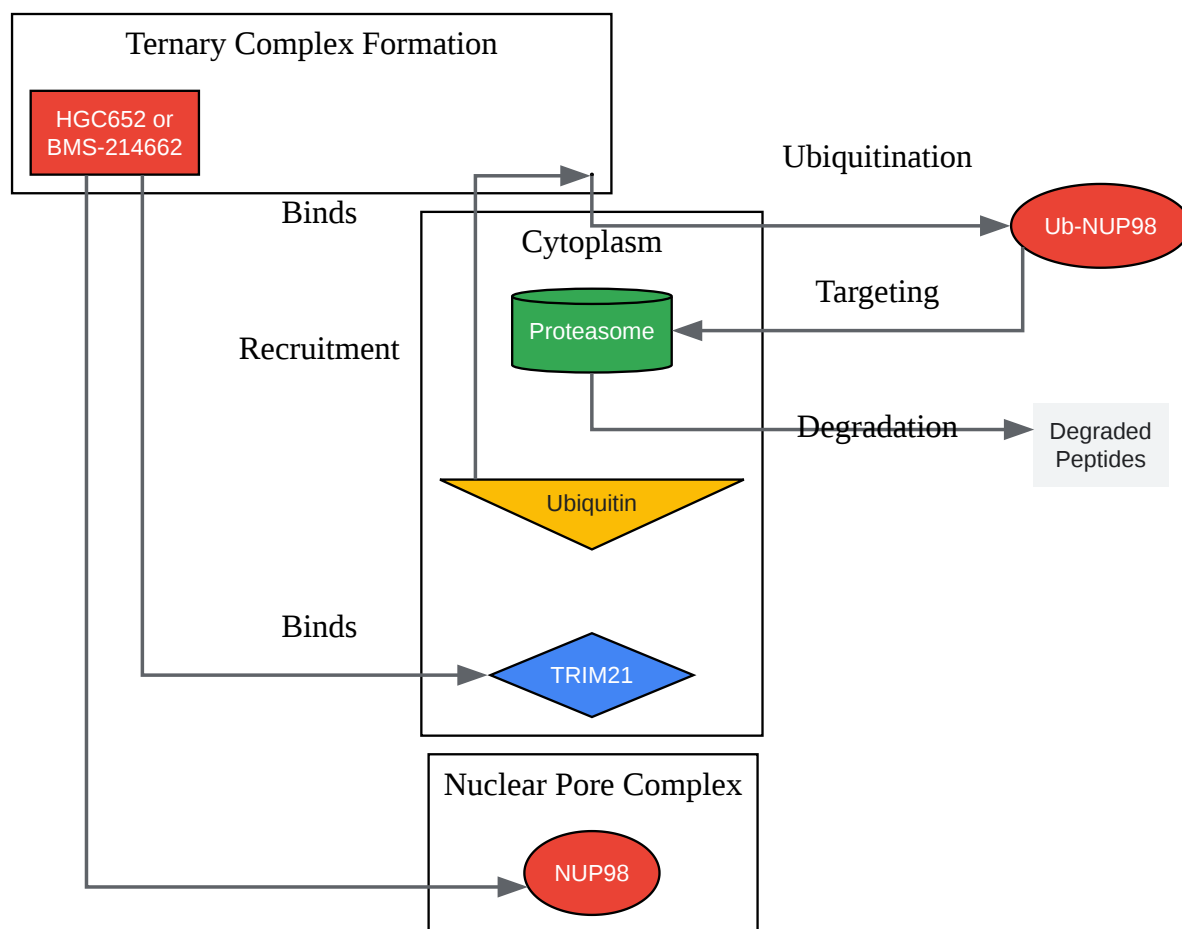 Ternary Complex Formation
HGC652 or
BMS-214662
Ubiquitination
Binds
Ub-NUP98
Cytoplasm
Targeting
Proteasome
Recruitment
Degradation
Degraded
Peptides
Ubiquitin
Binds
TRIM21
Nuclear Pore Complex
NUP98